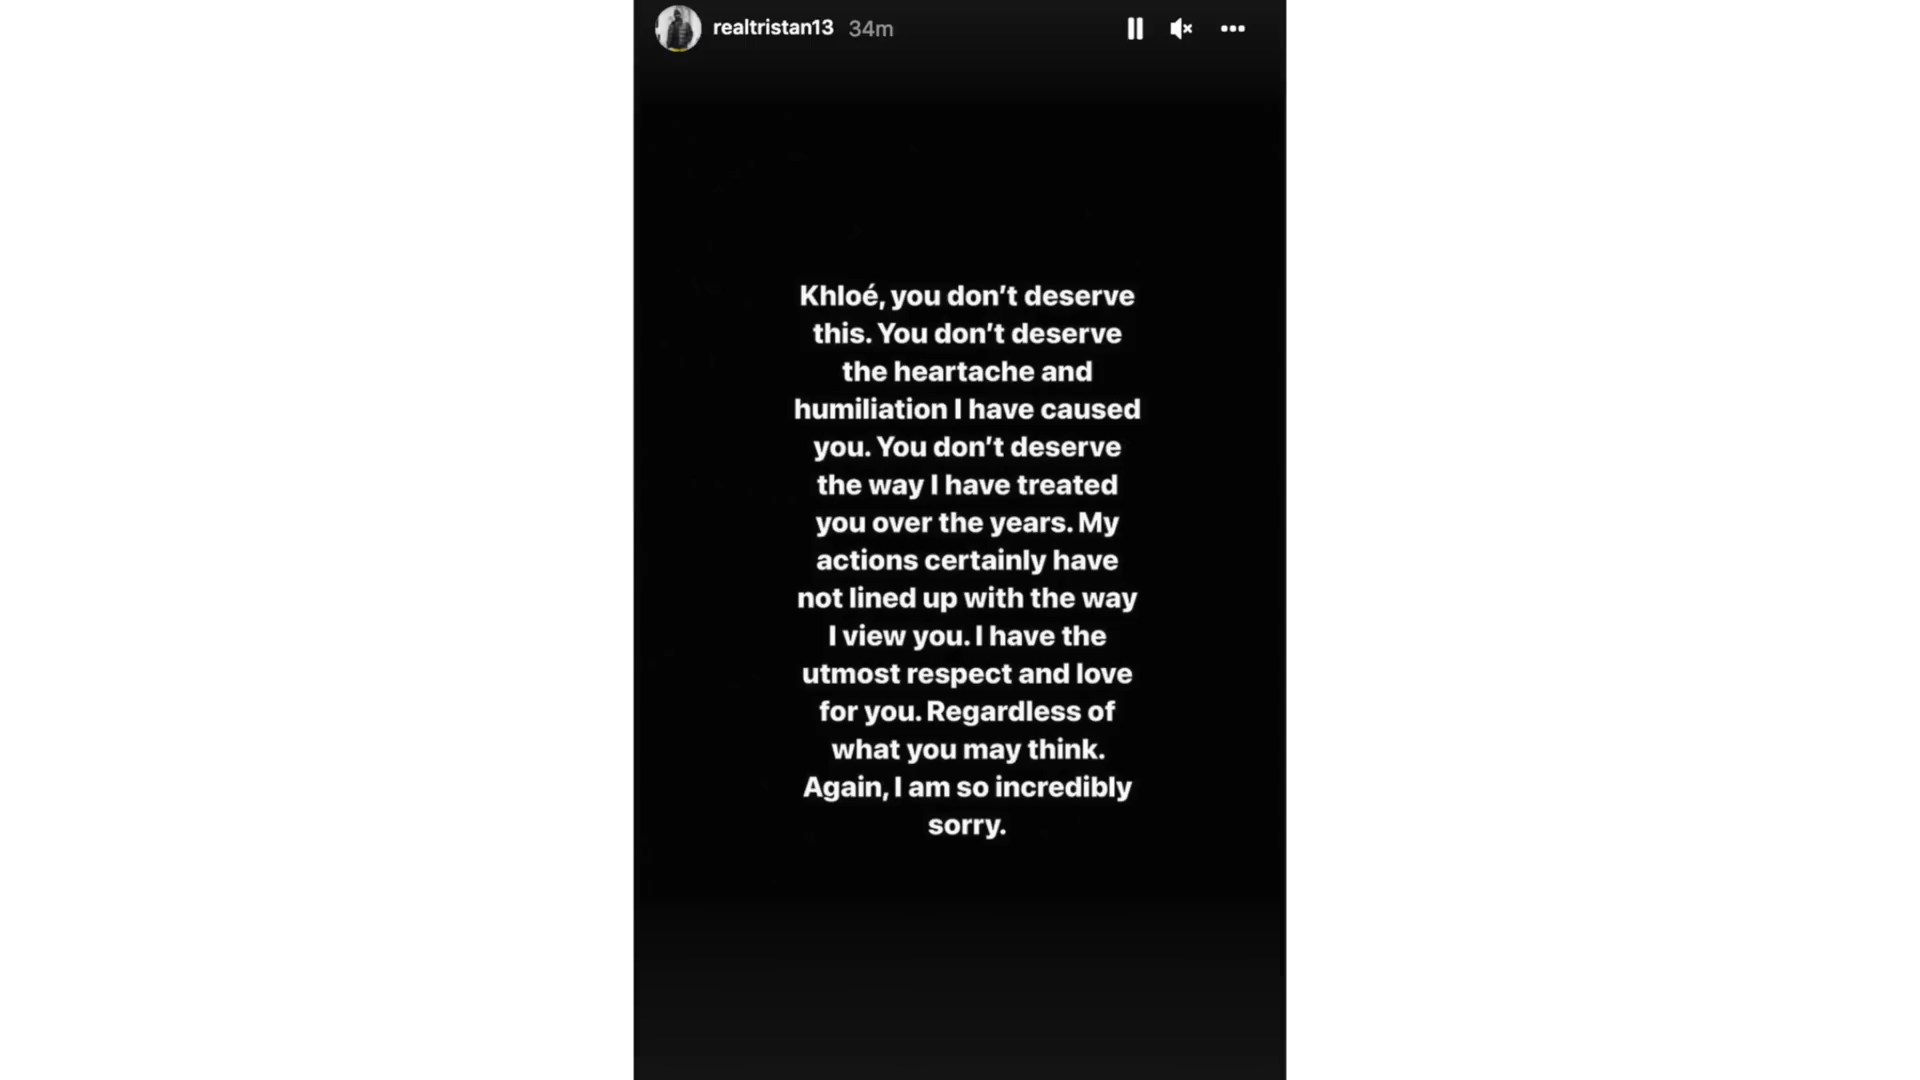 realtristan13 34m
Khloé, you don’t deserve
this. You don’t deserve
the heartache and
humiliation I have caused
you. You don’t deserve
the way I have treated
you over the years. My
actions certainly have
not lined up with the way
I view you. I have the
utmost respect and love
for you. Regardless of
what you may think.
Again, I am so incredibly
sorry.